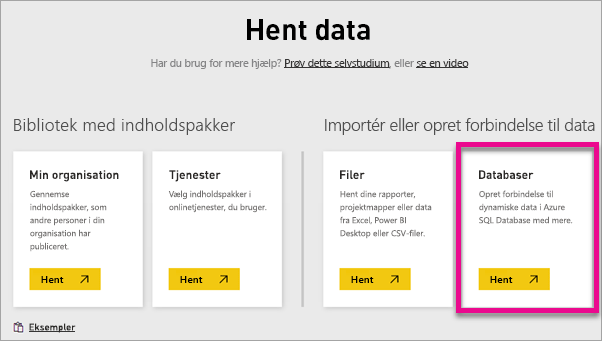 Hent data
Har du brug for mere hjælp? Prøv dette selvstudium, eller se en video
Bibliotek med indholdspakker
Importér eller opret forbindelse til data
Min organisation
Gennemse
indholdspakker, som
andre personer i din
organisation har
publiceret.
Hent
Tjenester
Vælg indholdspakker i
onlinetjenester, du bruger.
Hent
Filer
Hent dine rapporter,
projektmapper eller data
fra Excel, Power BI
Desktop eller CSV-filer.
Hent
Databaser
Opret forbindelse til
dynamiske data i Azure
SQL Database med mere.
Hent
Eksempler